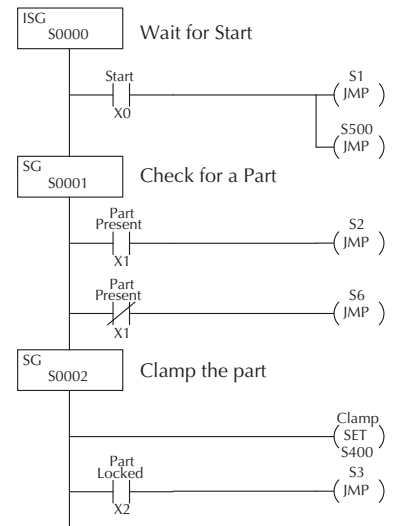 ISG
S0000
Wait for Start
Start
X0
S1
JMP
S500
JMP
SG
S0001
Check for a Part
Part
Present
X1
S2
JMP
Part
Present
X1
S6
JMP
SG
S0002
Clamp the part
Clamp
SET
S400
Part
Locked
X2
S3
JMP